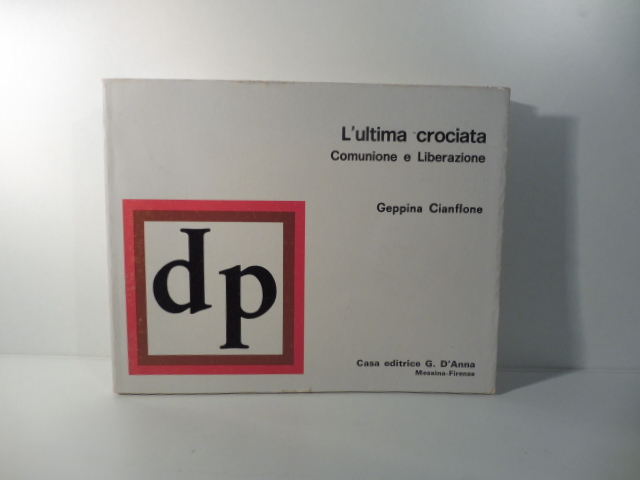 L'ultima crociata
Comunione e Liberazione
Geppina Cianflone
dp
Casa editrice G. D'Anna
Messina-Firenze